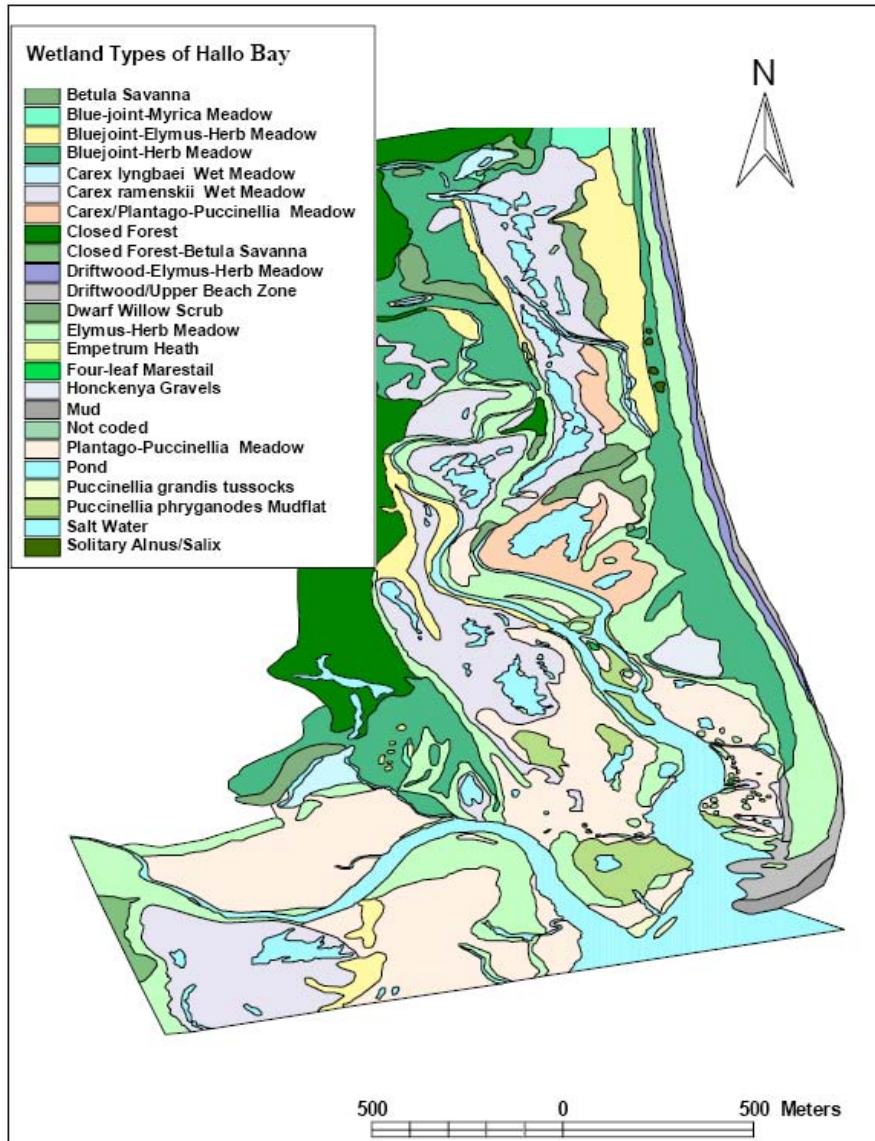 Wetland Types of Hallo Bay
Betula Savanna
Blue-joint-Myrica Meadow
Bluejoint-Elymus-Herb Meadow
Bluejoint-Herb Meadow
Carex lyngbaei Wet Meadow
Carex ramenskii Wet Meadow
Carex/Plantago-Puccinellia Meadow
Closed Forest
Closed Forest-Betula Savanna
Driftwood-Elymus-Herb Meadow
Driftwood/Upper Beach Zone
Dwarf Willow Scrub
Elymus-Herb Meadow
Empetrum Heath
Four-leaf Marestail
Honckenya Gravels
Mud
Not coded
Plantago-Puccinellia Meadow
Pond
Puccinellia grandis tussocks
Puccinellia phryganodes Mudflat
Salt Water
Solitary Alnus/Salix
N
500 0 500 Meters